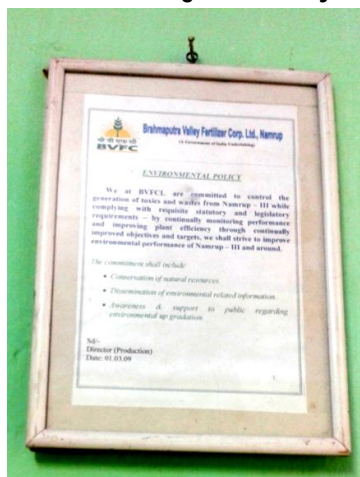 Brahmaputra Valley Fertilizer Corp. Ltd., Namrup
(A Government of India Undertaking)
BVFC
ENVIRONMENTAL POLICY
We at BVFCL are committed to control the
generation of toxics and wastes from Namrup – III while
complying with requisite statutory and legislatory
requirements – by continually monitoring performance
and improving plant efficiency through continually
improved objectives and targets, we shall strive to improve
environmental performance of Namrup – III and around.
The commitment shall include
• Conservation of natural resources.
• Dissemination of environmental related information.
• Awareness & support to public regarding
environmental up gradation.
Sd/-
Director (Production)
Date: 01.03.09